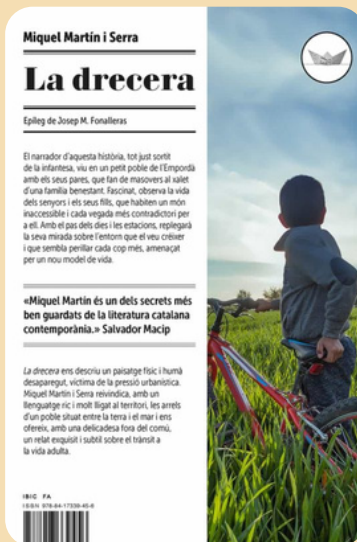 Miquel Martín i Serra
La drecera
Epíleg de Josep M. Fonalleras
El narrador d'aquesta història, tot just sortit
de la infantesa, viu en un petit poble de l'Empordà
amb els seus pares, que fan de masovers al xalet
d'una família benestant. Fascinat, observa la vida
dels senyors i els seus fills, que habiten un món
inaccessible i cada vegada més contradictori per
a ell. Amb el pas dels dies i les estacions, replegarà
la seva mirada sobre l'entorn que el veu créixer
i que sembla perillar cada cop més, amenaçat
per un nou model de vida.
«Miquel Martín és un dels secrets més
ben guardats de la literatura catalana
contemporània.» Salvador Macip
La drecera ens descriu un paisatge físic i humà
desaparegut, víctima de la pressió urbanística.
Miquel Martín i Serra reivindica, amb un
llenguatge ric i molt lligat al territori, les arrels
d'un poble situat entre la terra i el mar i ens
ofereix, amb una delicadesa fora del comú,
un relat exquisit i subtil sobre el trànsit a
la vida adulta.
IBIC FA
ISBN 978-84-17339-45-6